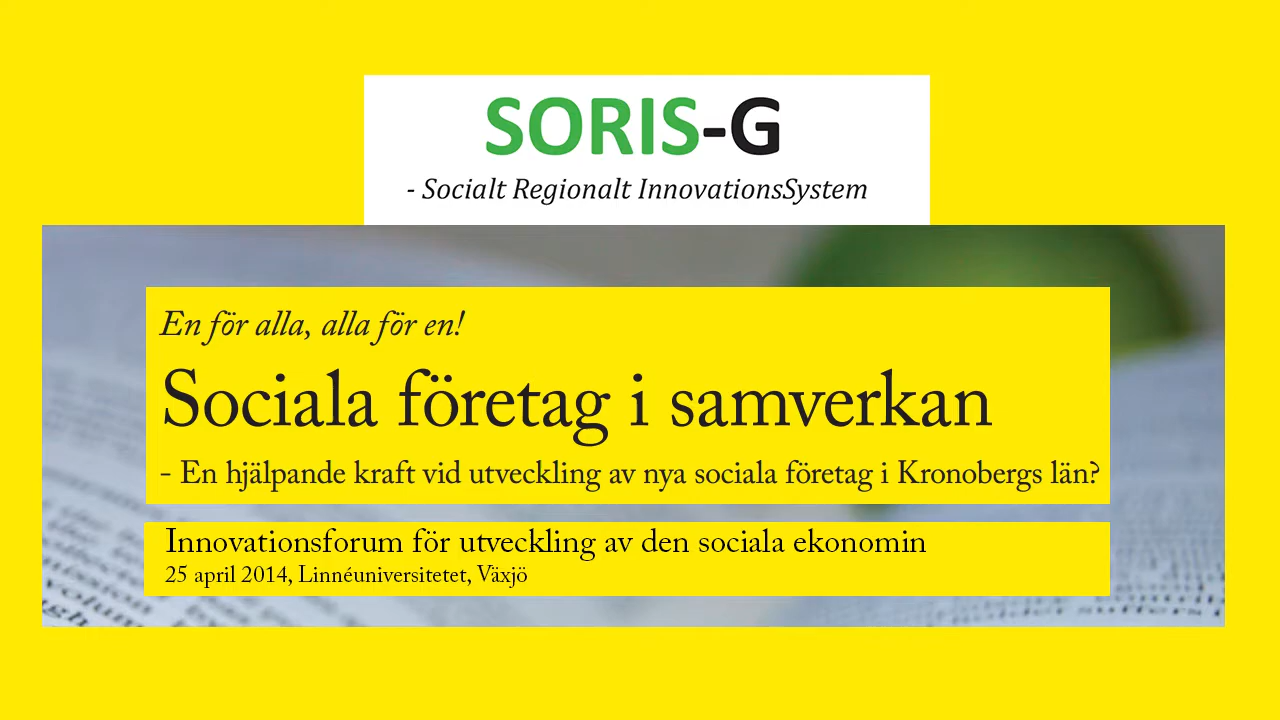 SORIS-G
- Socialt Regionalt InnovationsSystem
En för alla, alla för en!
Sociala företag i samverkan
- En hjälpande kraft vid utveckling av nya sociala företag i Kronobergs län?
Innovationsforum för utveckling av den sociala ekonomin
25 april 2014, Linnéuniversitetet, Växjö